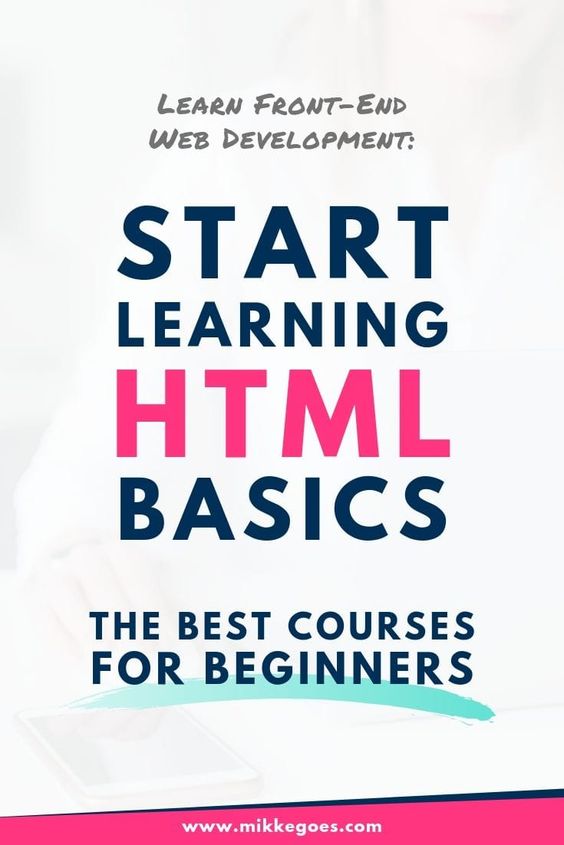 Learn Front-End
Web Development:
START
LEARNING
HTML
BASICS
THE BEST COURSES
FOR BEGINNERS
www.mikkegoes.com